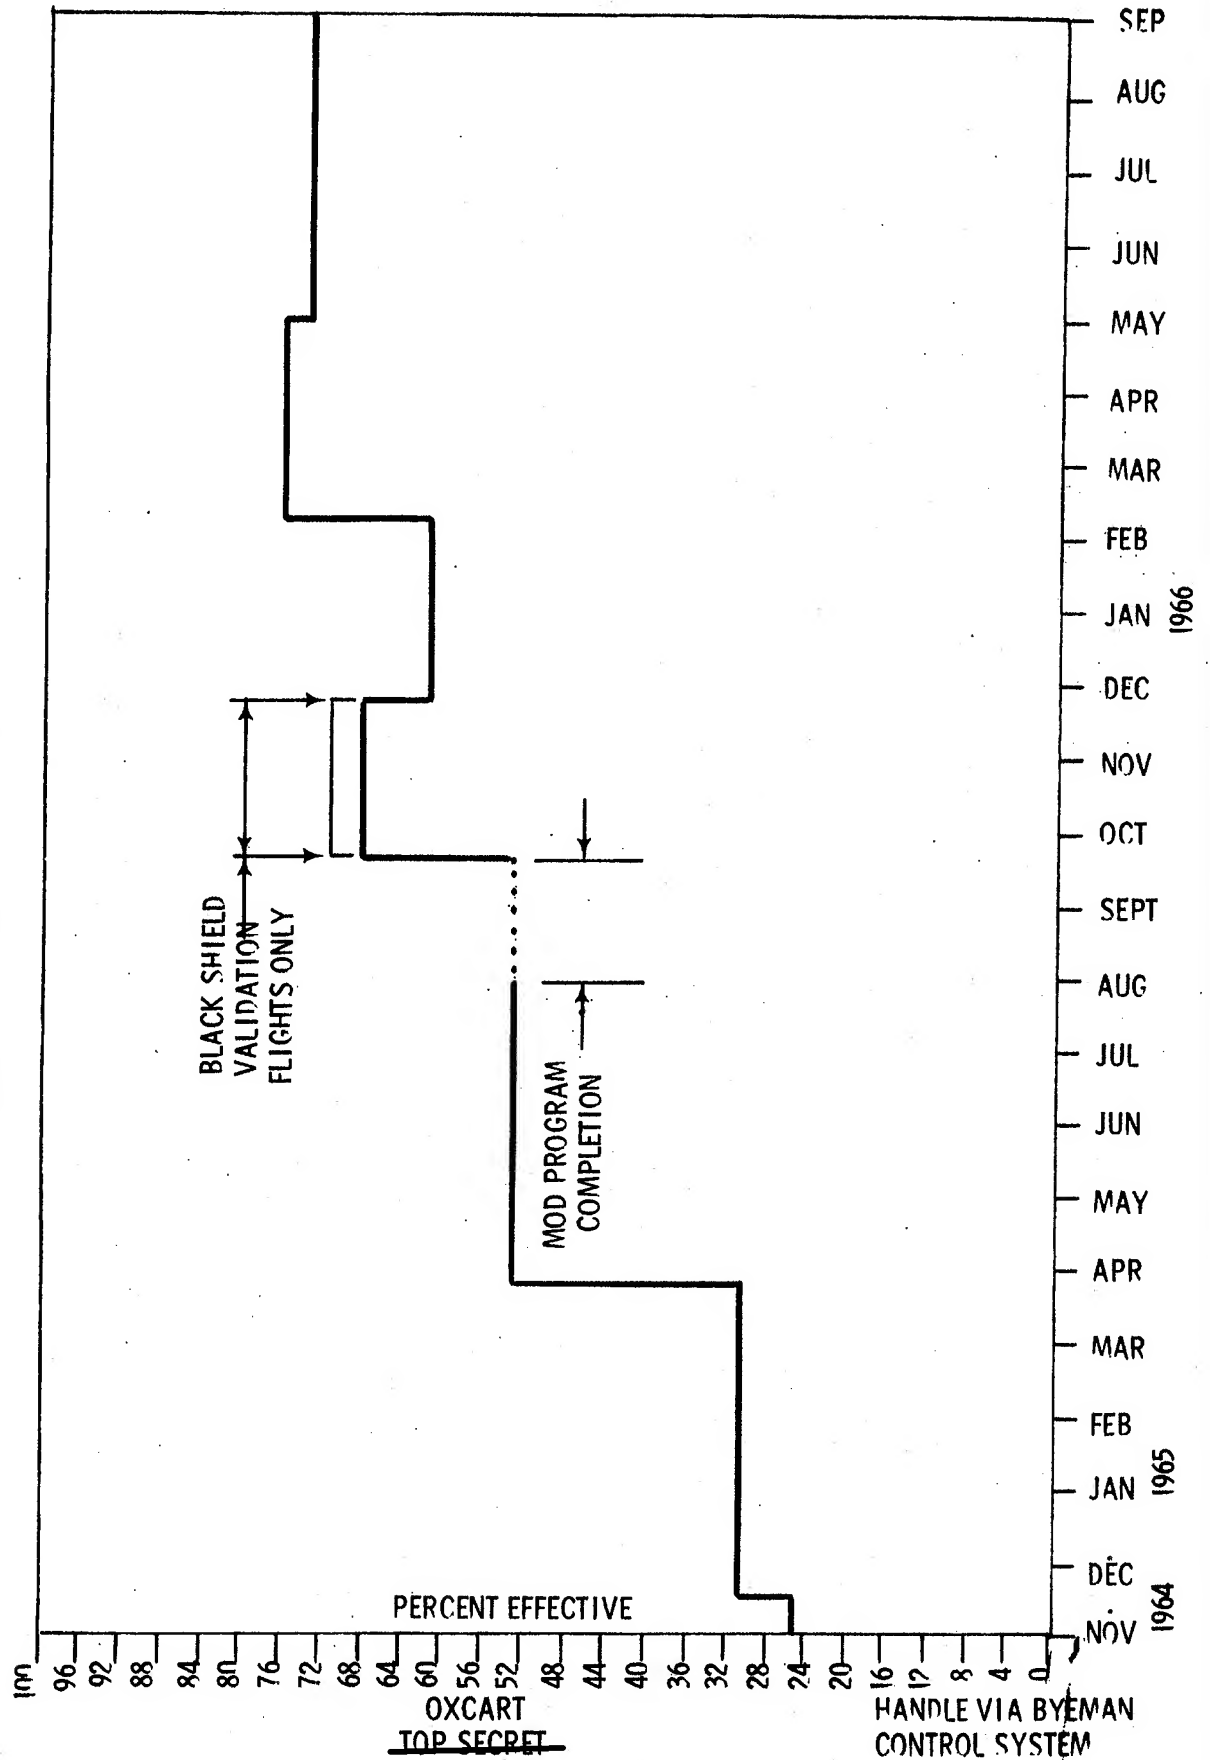 SEP
AUG
JUL
JUN
MAY
APR
MAR
FEB
JAN
1966
DEC
NOV
OCT
SEPT
AUG
JUL
JUN
MAY
APR
MAR
FEB
JAN
1965
DEC
1964
NOV
BLACK SHIELD
VALIDATION
FLIGHTS ONLY
MOD PROGRAM
COMPLETION
PERCENT EFFECTIVE
100
96
92
88
84
80
76
72
68
64
60
56
52
48
44
40
36
32
28
24
20
16
12
8
4
0
OXCART
TOP SECRET
HANDLE VIA BYEMAN
CONTROL SYSTEM